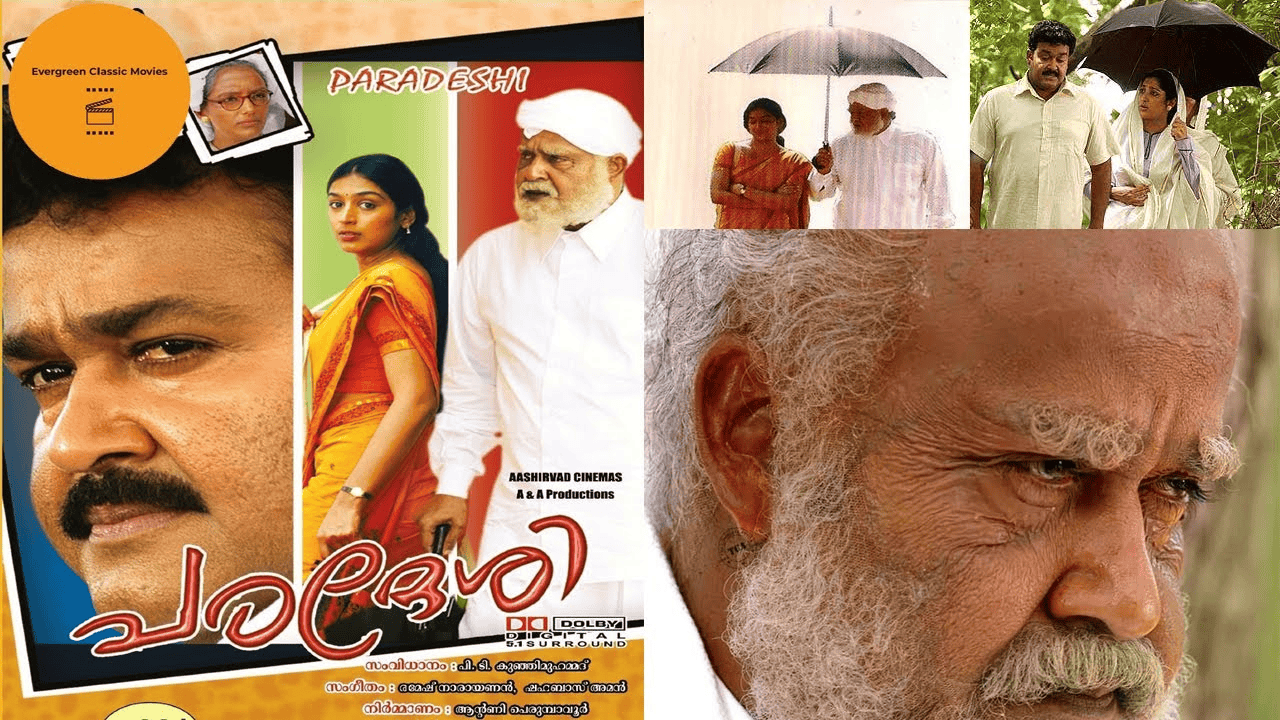 Evergreen Classic Movies
PARADESHI
AASHIRVAD CINEMAS
A & A Productions
പരദേശി
DOLBY
DIGITAL
5.1 SURROUND
സംവിധാനം : പി. ടി. കുഞ്ഞിമുഹമ്മദ്
സംഗീതം : രമേഷ് നാരായണൻ, ഷഹബാസ് അമൻ
നിർമ്മാണം : ആന്റണി പെരുമ്പാവൂർ